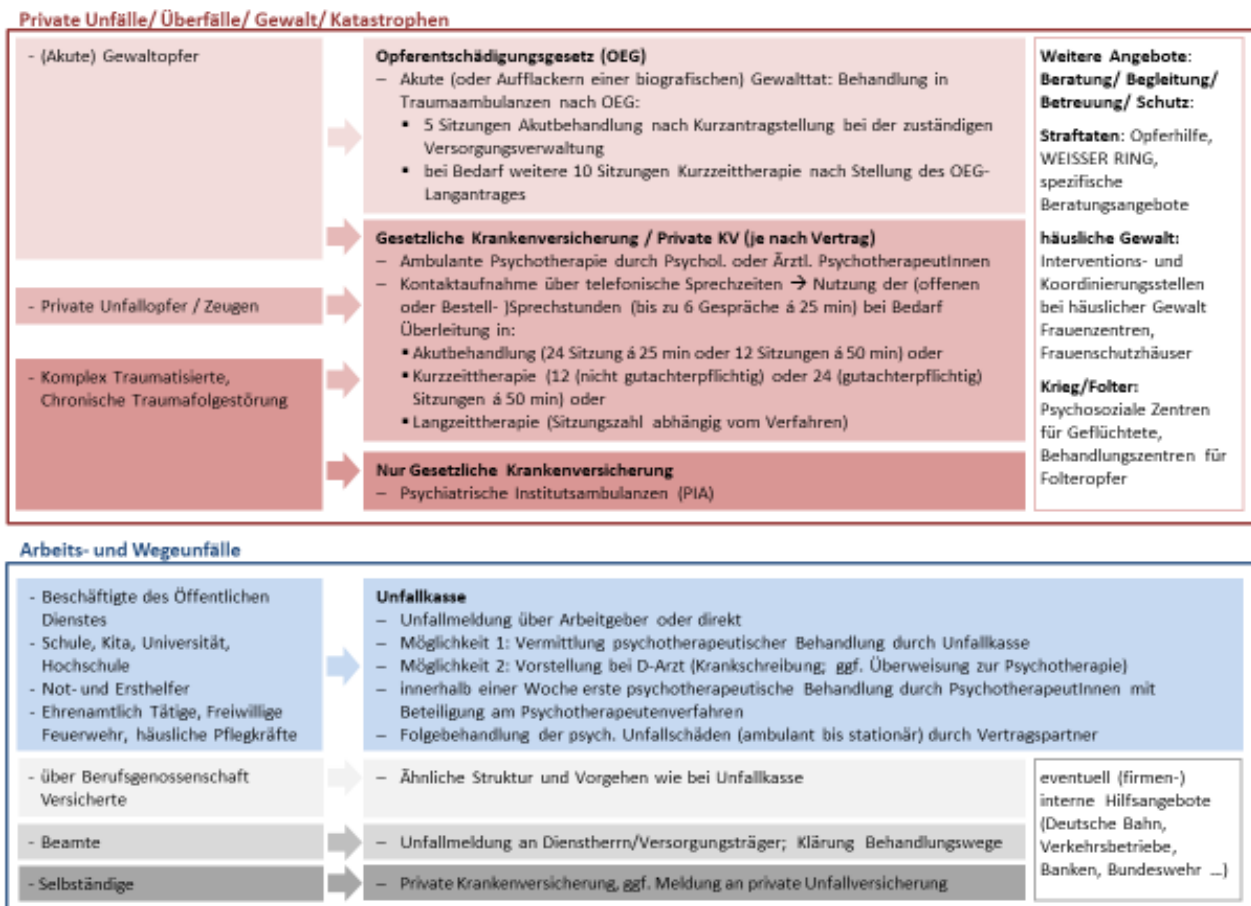 Private Unfälle/ Überfälle/ Gewalt/ Katastrophen
- (Akute) Gewaltopfer
Opferentschädigungsgesetz (OEG)
– Akute (oder Aufflackern einer biografischen) Gewalttat: Behandlung in
Traumaambulanzen nach OEG:
▪ 5 Sitzungen Akutbehandlung nach Kurzantragstellung bei der zuständigen
Versorgungsverwaltung
▪ bei Bedarf weitere 10 Sitzungen Kurzzeittherapie nach Stellung des OEG-
Langantrages
- Private Unfallopfer / Zeugen
- Komplex Traumatisierte,
Chronische Traumafolgestörung
Gesetzliche Krankenversicherung / Private KV (je nach Vertrag)
– Ambulante Psychotherapie durch Psychol. oder Ärztl. PsychotherapeutInnen
– Kontaktaufnahme über telefonische Sprechzeiten → Nutzung der (offenen
oder Bestell- )Sprechstunden (bis zu 6 Gespräche á 25 min) bei Bedarf
Überleitung in:
▪ Akutbehandlung (24 Sitzung á 25 min oder 12 Sitzungen á 50 min) oder
▪ Kurzzeittherapie (12 (nicht gutachterpflichtig) oder 24 (gutachterpflichtig)
Sitzungen á 50 min) oder
▪ Langzeittherapie (Sitzungszahl abhängig vom Verfahren)
Nur Gesetzliche Krankenversicherung
– Psychiatrische Institutsambulanzen (PIA)
Weitere Angebote:
Beratung/ Begleitung/
Betreuung/ Schutz:
Straftaten: Opferhilfe,
WEISSER RING,
spezifische
Beratungsangebote
häusliche Gewalt:
Interventions- und
Koordinierungsstellen
bei häuslicher Gewalt
Frauenzentren,
Frauenschutzhäuser
Krieg/Folter:
Psychosoziale Zentren
für Geflüchtete,
Behandlungszentren für
Folteropfer
Arbeits- und Wegeunfälle
- Beschäftigte des Öffentlichen
Dienstes
- Schule, Kita, Universität,
Hochschule
- Not- und Ersthelfer
- Ehrenamtlich Tätige, Freiwillige
Feuerwehr, häusliche Pflegkräfte
Unfallkasse
– Unfallmeldung über Arbeitgeber oder direkt
– Möglichkeit 1: Vermittlung psychotherapeutischer Behandlung durch Unfallkasse
– Möglichkeit 2: Vorstellung bei D-Arzt (Krankschreibung; ggf. Überweisung zur Psychotherapie)
– innerhalb einer Woche erste psychotherapeutische Behandlung durch PsychotherapeutInnen mit
Beteiligung am Psychotherapeutenverfahren
– Folgebehandlung der psych. Unfallschäden (ambulant bis stationär) durch Vertragspartner
- über Berufsgenossenschaft
Versicherte
– Ähnliche Struktur und Vorgehen wie bei Unfallkasse
- Beamte
– Unfallmeldung an Dienstherrn/Versorgungsträger; Klärung Behandlungswege
- Selbständige
– Private Krankenversicherung, ggf. Meldung an private Unfallversicherung
eventuell (firmen-)
interne Hilfsangebote
(Deutsche Bahn,
Verkehrsbetriebe,
Banken, Bundeswehr ...)